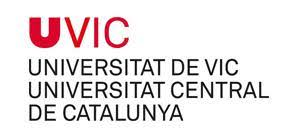 UVIC
UNIVERSITAT DE VIC
UNIVERSITAT CENTRAL
DE CATALUNYA